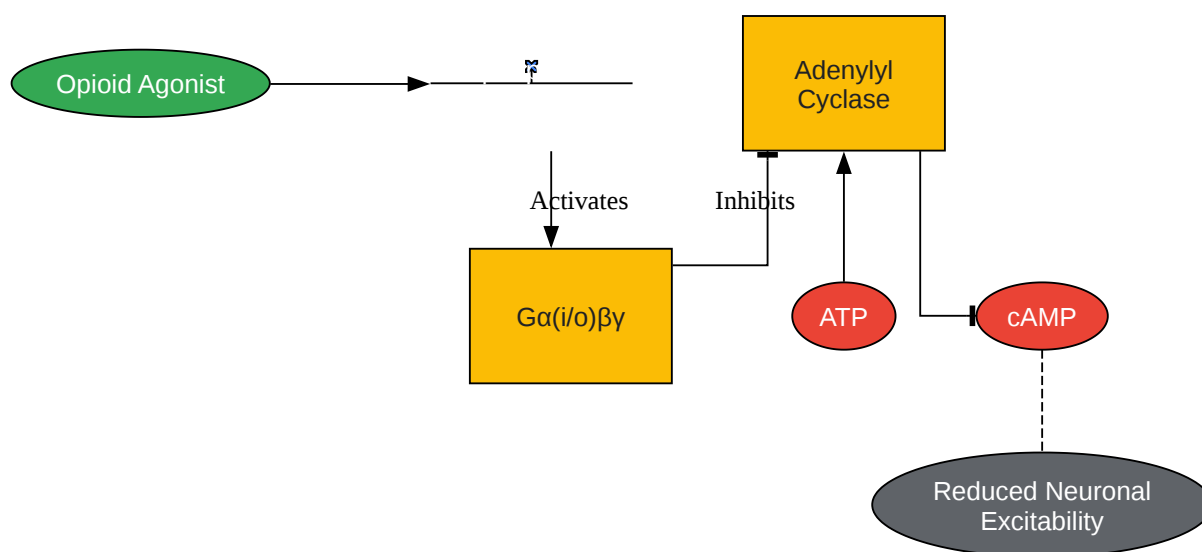 Opioid Agonist
Adenylyl
Cyclase
Activates
Inhibits
Gα(i/o)βγ
ATP
cAMP
Reduced Neuronal
Excitability